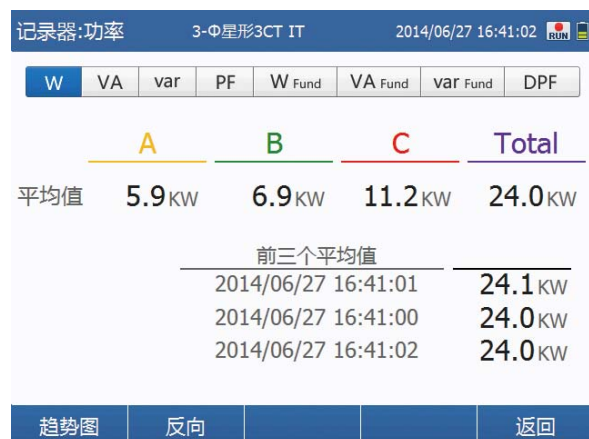 记录器:功率 3-Φ星形3CT IT 2014/06/27 16:41:02 RUN
W VA var PF W Fund VA Fund var Fund DPF
A B C Total
平均值 5.9KW 6.9KW 11.2KW 24.0KW
前三个平均值
2014/06/27 16:41:01 24.1KW
2014/06/27 16:41:00 24.0KW
2014/06/27 16:41:02 24.0KW
趋势图 反向 返回